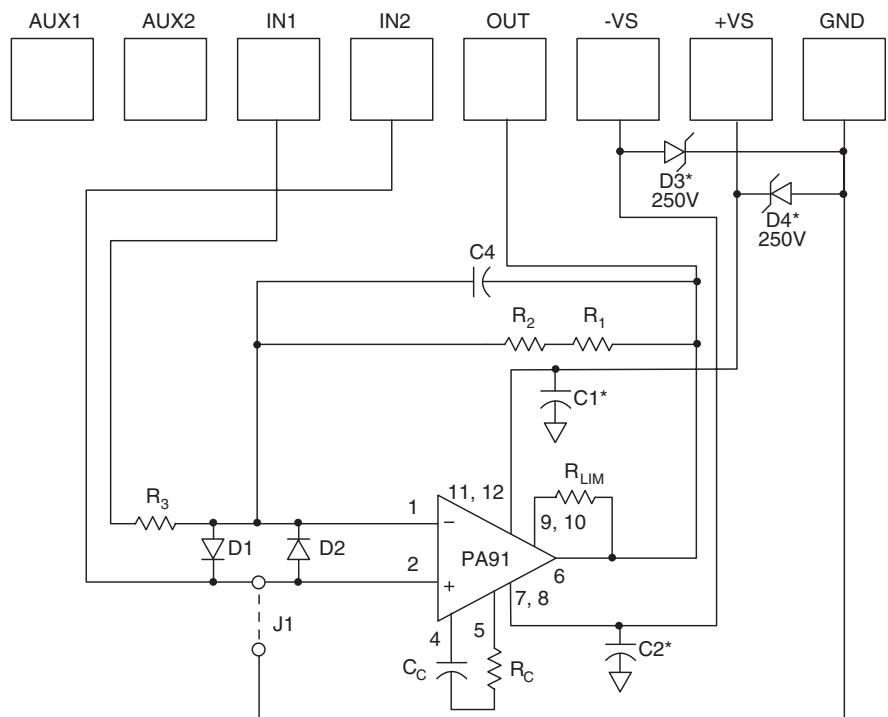 AUX1 AUX2 IN1 IN2 OUT -VS +VS GND
D3*
250V
D4*
250V
C4
R2 R1
C1*
RLIM
R3
1
11, 12
9, 10
D1 D2
2
PA91
6
7, 8
J1
4 5
C2*
CC RC